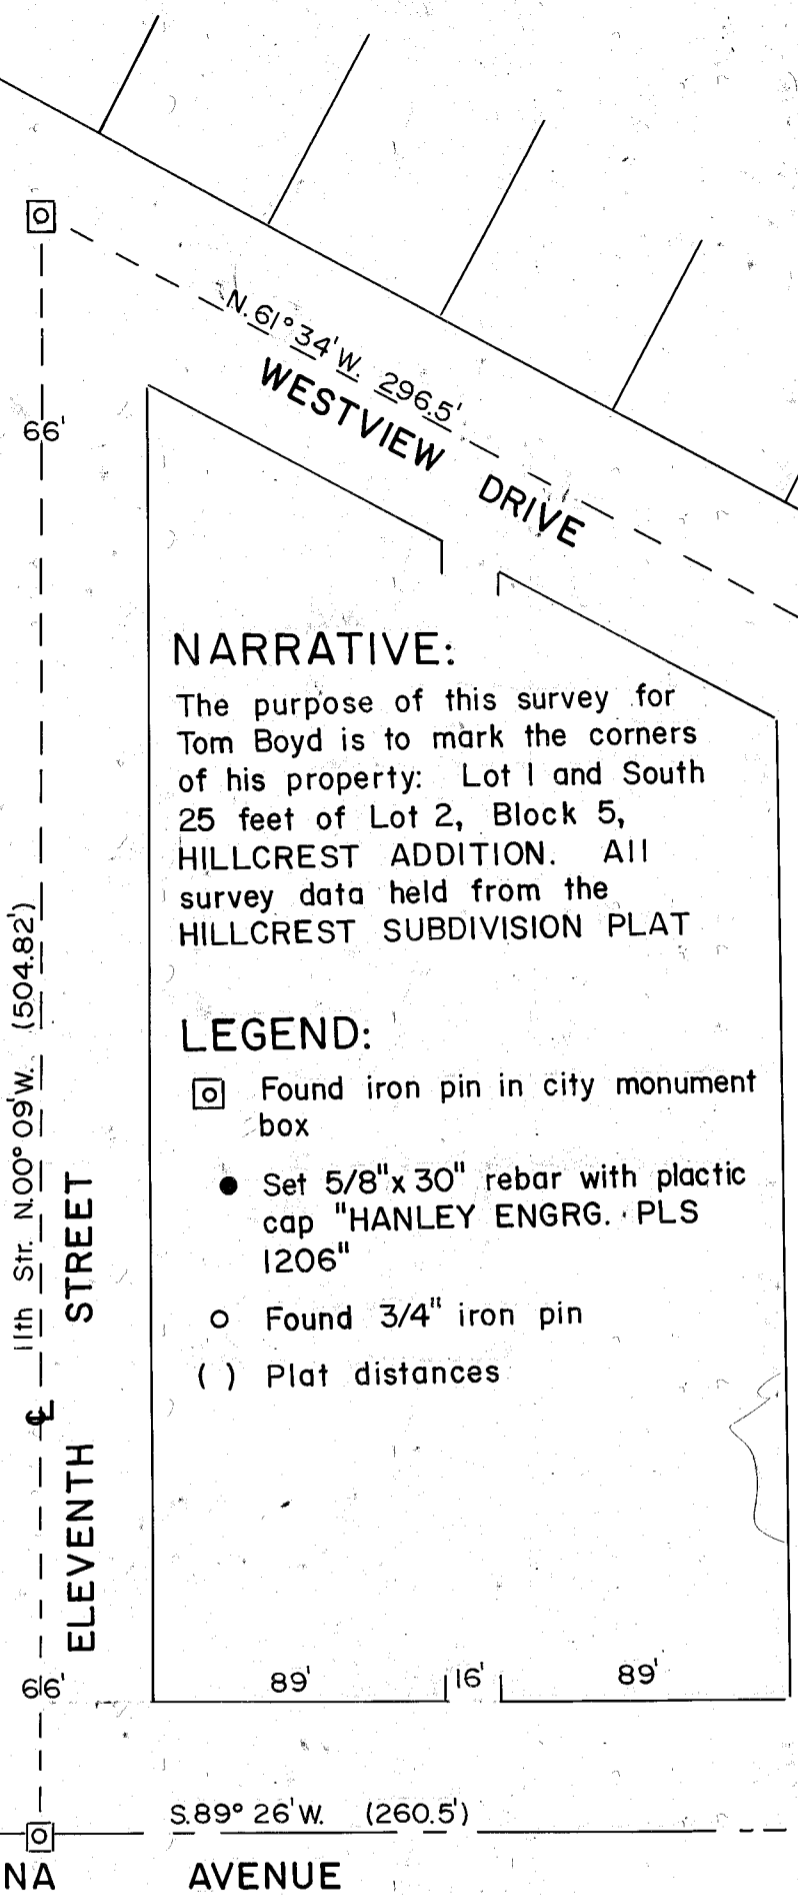 N. 61° 34' W. 296.5'
WESTVIEW DRIVE
66'
NARRATIVE:
The purpose of this survey for
Tom Boyd is to mark the corners
of his property: Lot 1 and South
25 feet of Lot 2, Block 5,
HILLCREST ADDITION. All
survey data held from the
HILLCREST SUBDIVISION PLAT
LEGEND:
Found iron pin in city monument
box
Set 5/8"x 30" rebar with plactic
cap "HANLEY ENGRG. PLS
1206"
Found 3/4" iron pin
( ) Plat distances
11th Str. N.00° 09'W. (504.82')
ELEVENTH STREET
℄
66'
89'
16'
89'
S.89° 26'W. (260.5')
NA AVENUE